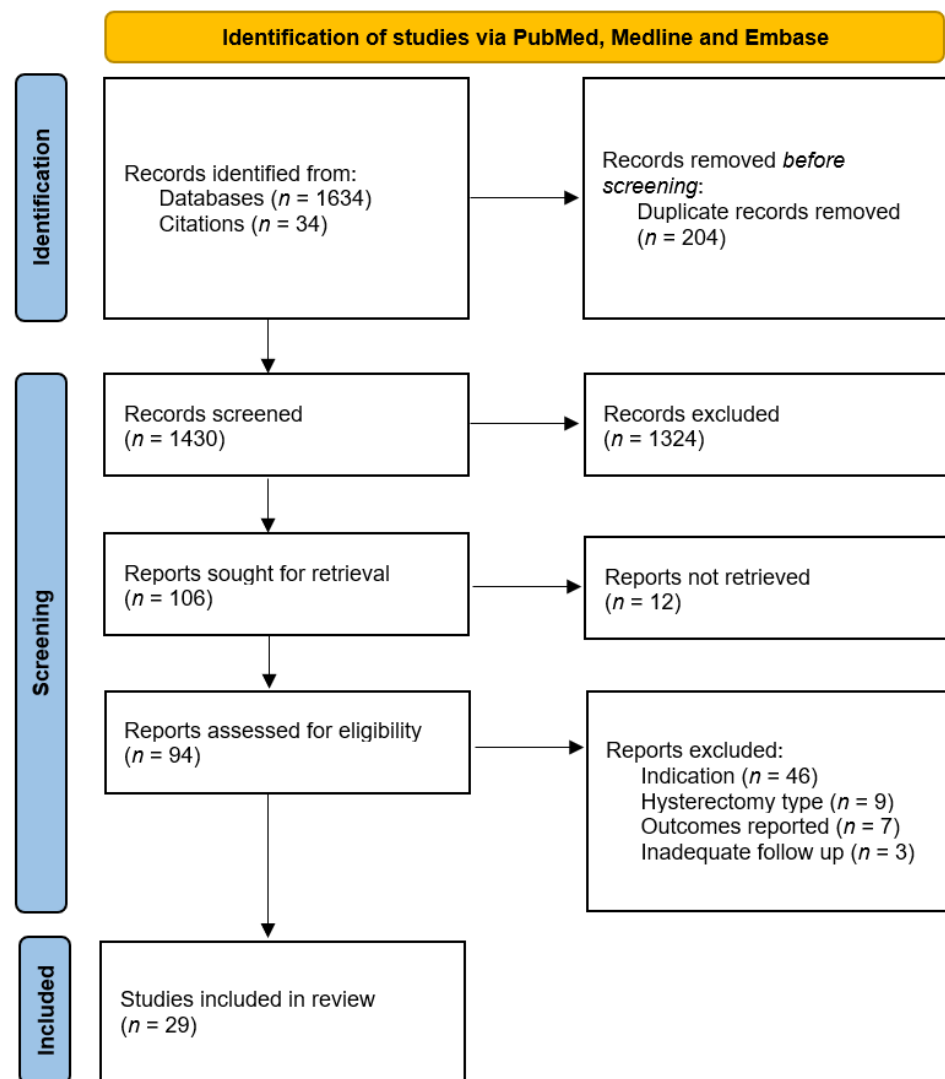 Identification of studies via PubMed, Medline and Embase
Identification
Records identified from:
Databases (n = 1634)
Citations (n = 34)
Records removed before
screening:
Duplicate records removed
(n = 204)
Screening
Records screened
(n = 1430)
Records excluded
(n = 1324)
Reports sought for retrieval
(n = 106)
Reports not retrieved
(n = 12)
Reports assessed for eligibility
(n = 94)
Reports excluded:
Indication (n = 46)
Hysterectomy type (n = 9)
Outcomes reported (n = 7)
Inadequate follow up (n = 3)
Included
Studies included in review
(n = 29)